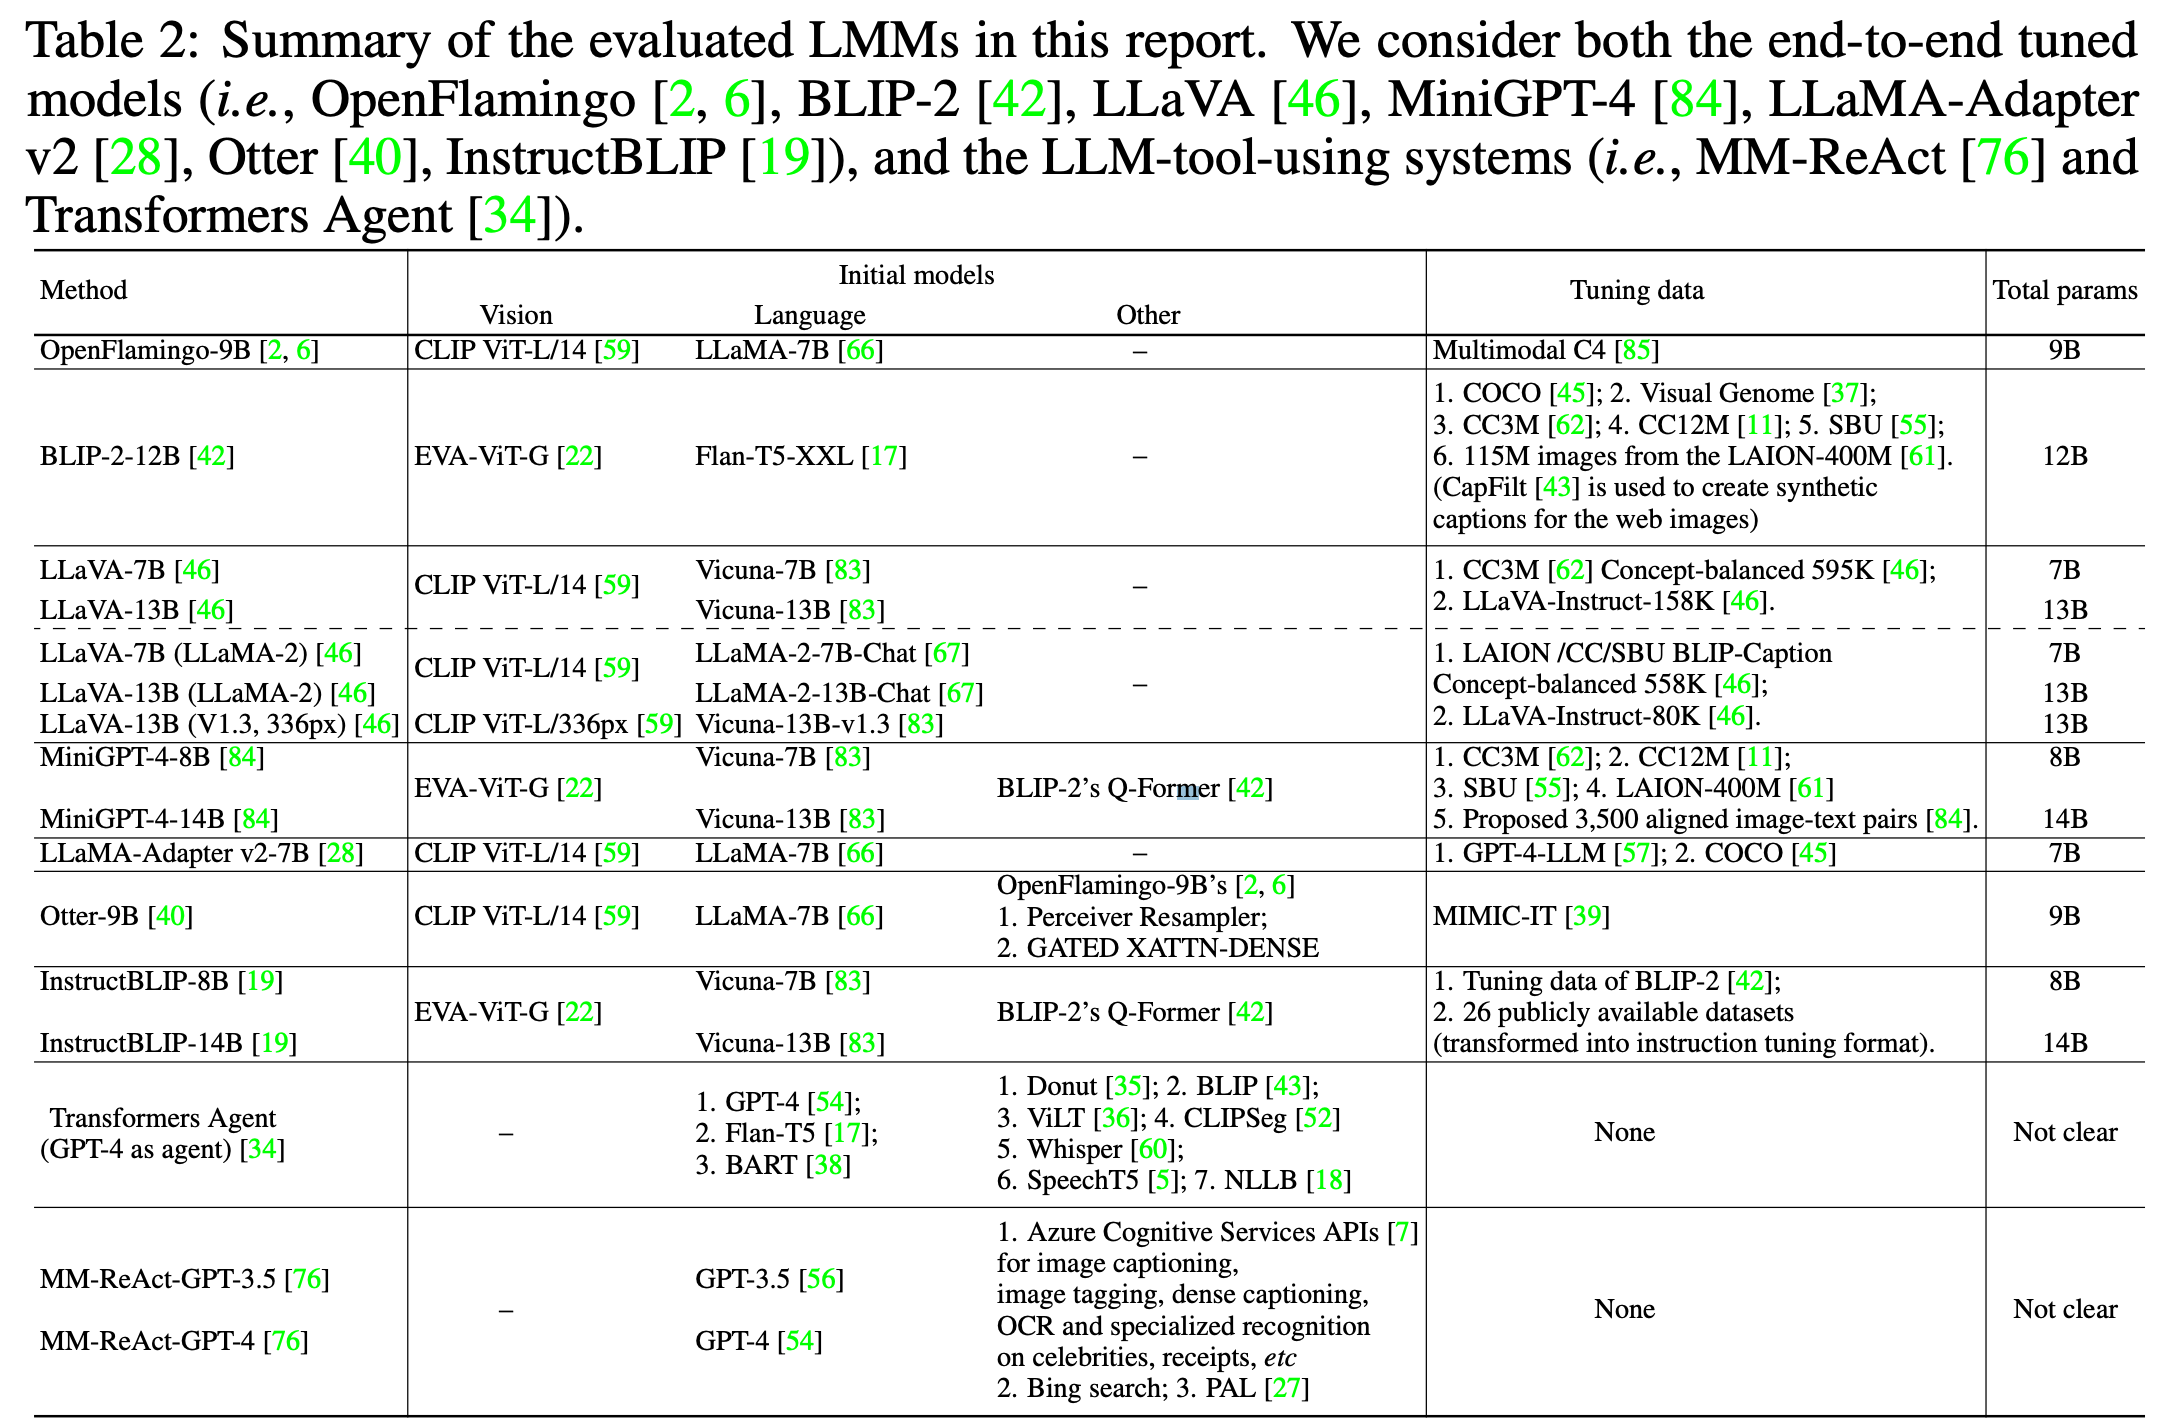 Table 2: Summary of the evaluated LMMs in this report. We consider both the end-to-end tuned
models (i.e., OpenFlamingo [2, 6], BLIP-2 [42], LLaVA [46], MiniGPT-4 [84], LLaMA-Adapter
v2 [28], Otter [40], InstructBLIP [19]), and the LLM-tool-using systems (i.e., MM-ReAct [76] and
Transformers Agent [34]).
Method Initial models Tuning data Total params
Vision Language Other
OpenFlamingo-9B [2, 6] CLIP ViT-L/14 [59] LLaMA-7B [66] – Multimodal C4 [85] 9B
BLIP-2-12B [42] EVA-ViT-G [22] Flan-T5-XXL [17] – 1. COCO [45]; 2. Visual Genome [37];
3. CC3M [62]; 4. CC12M [11]; 5. SBU [55];
6. 115M images from the LAION-400M [61].
(CapFilt [43] is used to create synthetic
captions for the web images)
12B
LLaVA-7B [46]
LLaVA-13B [46]
CLIP ViT-L/14 [59]
Vicuna-7B [83]
Vicuna-13B [83]
–
1. CC3M [62] Concept-balanced 595K [46];
2. LLaVA-Instruct-158K [46].
7B
13B
LLaVA-7B (LLaMA-2) [46]
LLaVA-13B (LLaMA-2) [46]
LLaVA-13B (V1.3, 336px) [46]
CLIP ViT-L/14 [59]
CLIP ViT-L/336px [59]
LLaMA-2-7B-Chat [67]
LLaMA-2-13B-Chat [67]
Vicuna-13B-v1.3 [83]
–
1. LAION /CC/SBU BLIP-Caption
Concept-balanced 558K [46];
2. LLaVA-Instruct-80K [46].
7B
13B
13B
MiniGPT-4-8B [84]
MiniGPT-4-14B [84]
EVA-ViT-G [22]
Vicuna-7B [83]
Vicuna-13B [83]
BLIP-2's Q-Former [42]
1. CC3M [62]; 2. CC12M [11];
3. SBU [55]; 4. LAION-400M [61]
5. Proposed 3,500 aligned image-text pairs [84].
8B
14B
LLaMA-Adapter v2-7B [28] CLIP ViT-L/14 [59] LLaMA-7B [66] – 1. GPT-4-LLM [57]; 2. COCO [45] 7B
Otter-9B [40] CLIP ViT-L/14 [59] LLaMA-7B [66]
OpenFlamingo-9B's [2, 6]
1. Perceiver Resampler;
2. GATED XATTN-DENSE
MIMIC-IT [39] 9B
InstructBLIP-8B [19]
InstructBLIP-14B [19]
EVA-ViT-G [22]
Vicuna-7B [83]
Vicuna-13B [83]
BLIP-2's Q-Former [42]
1. Tuning data of BLIP-2 [42];
2. 26 publicly available datasets
(transformed into instruction tuning format).
8B
14B
Transformers Agent
(GPT-4 as agent) [34]
–
1. GPT-4 [54];
2. Flan-T5 [17];
3. BART [38]
1. Donut [35]; 2. BLIP [43];
3. ViLT [36]; 4. CLIPSeg [52]
5. Whisper [60];
6. SpeechT5 [5]; 7. NLLB [18]
None
Not clear
MM-ReAct-GPT-3.5 [76]
MM-ReAct-GPT-4 [76]
–
GPT-3.5 [56]
GPT-4 [54]
1. Azure Cognitive Services APIs [7]
for image captioning,
image tagging, dense captioning,
OCR and specialized recognition
on celebrities, receipts, etc
2. Bing search; 3. PAL [27]
None
Not clear